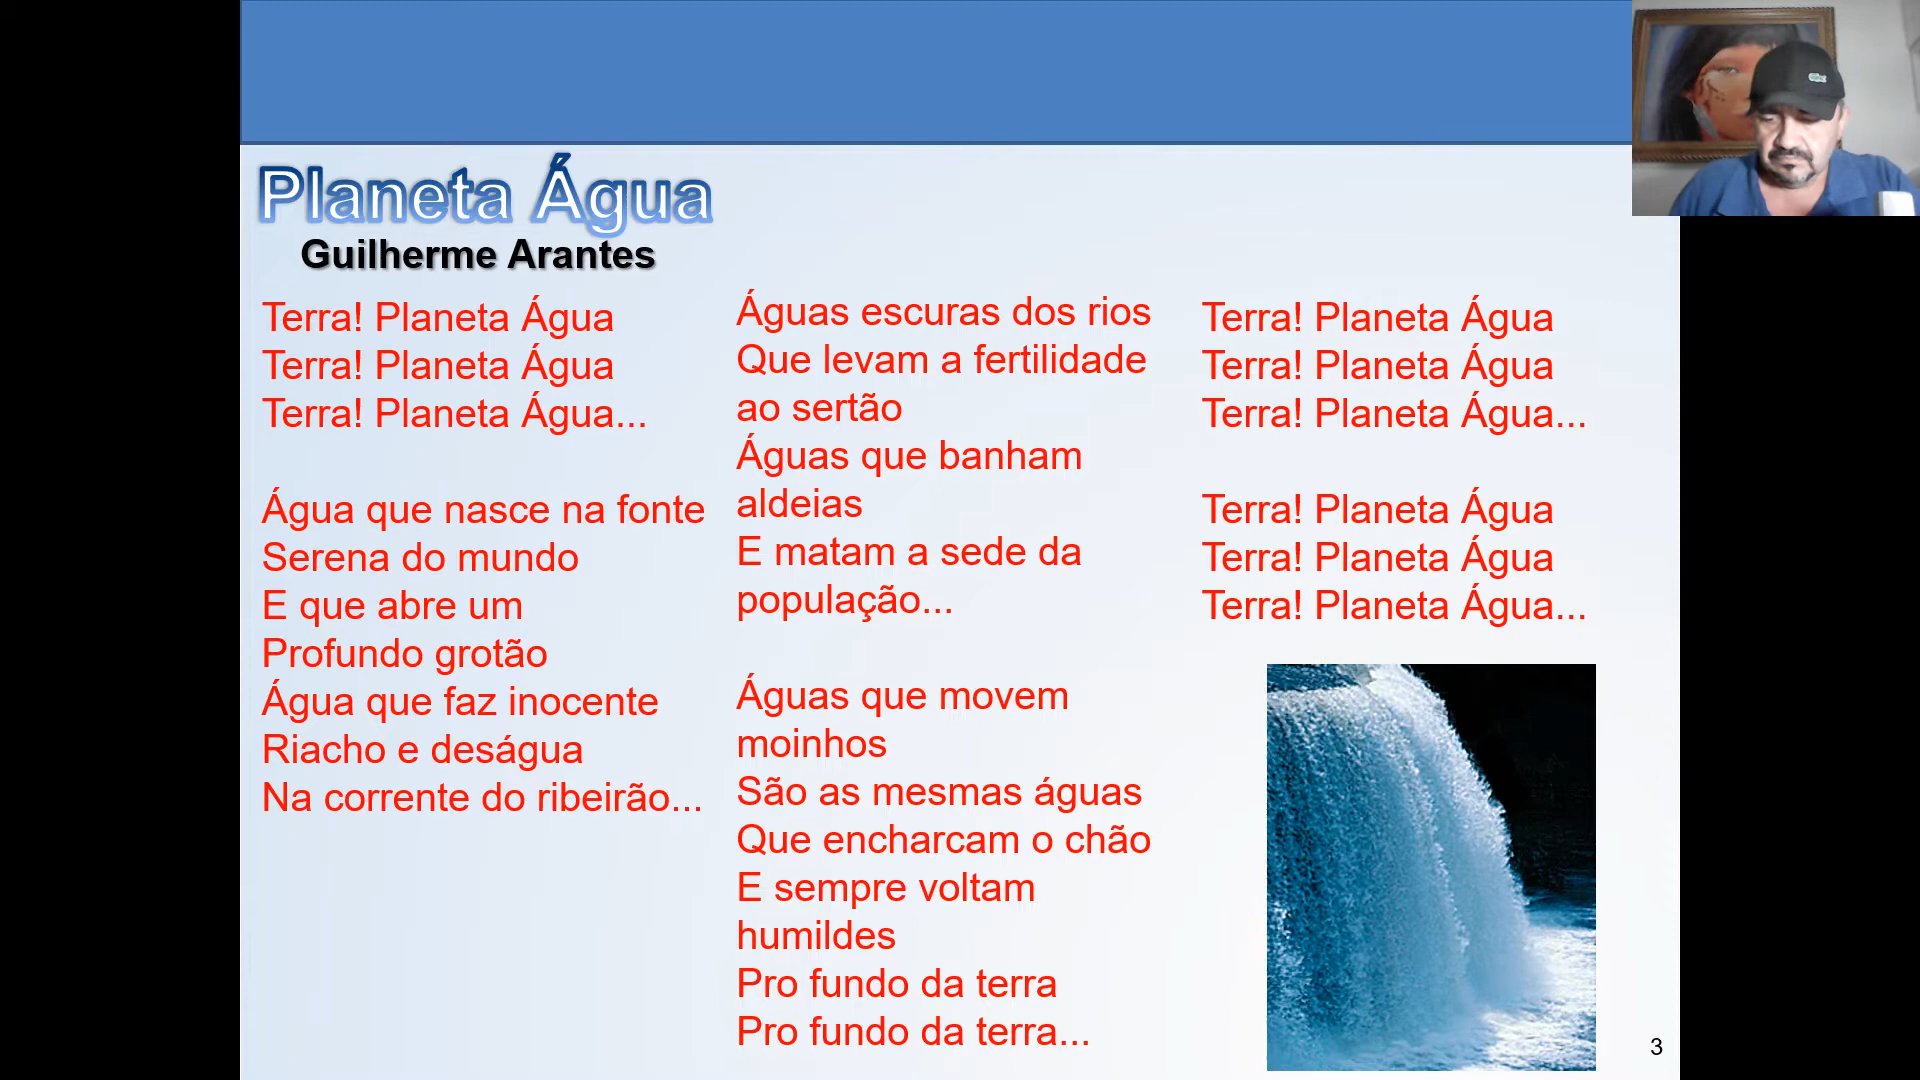 Planeta Água
Guilherme Arantes
Terra! Planeta Água
Terra! Planeta Água
Terra! Planeta Água...
Água que nasce na fonte
Serena do mundo
E que abre um
Profundo grotão
Água que faz inocente
Riacho e deságua
Na corrente do ribeirão...
Águas escuras dos rios
Que levam a fertilidade
ao sertão
Águas que banham
aldeias
E matam a sede da
população...
Águas que movem
moinhos
São as mesmas águas
Que encharcam o chão
E sempre voltam
humildes
Pro fundo da terra
Pro fundo da terra...
Terra! Planeta Água
Terra! Planeta Água
Terra! Planeta Água...
Terra! Planeta Água
Terra! Planeta Água
Terra! Planeta Água...
3